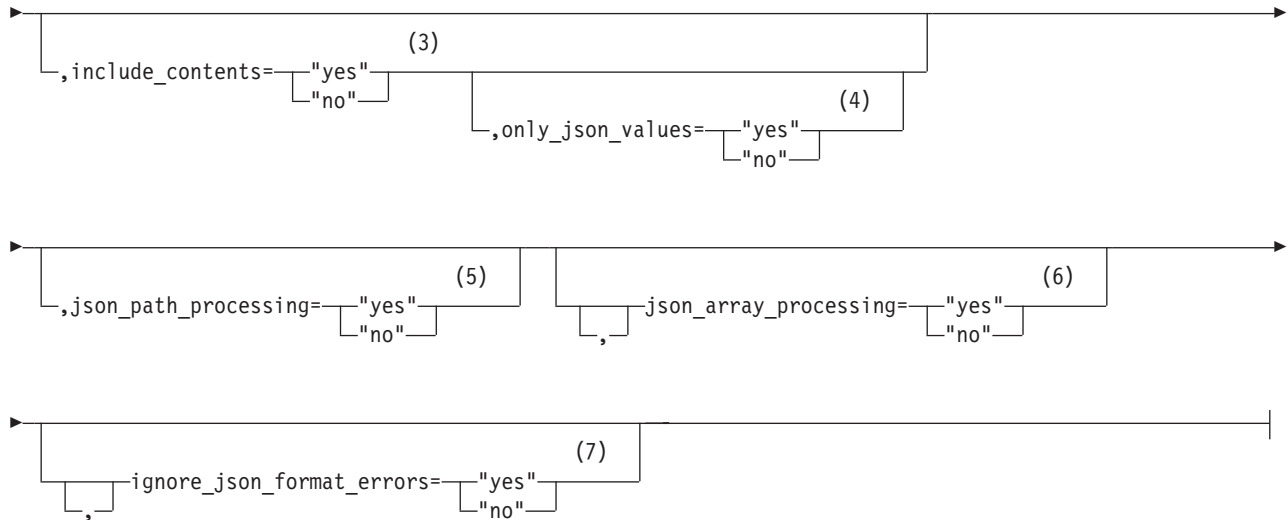 (3)
,include_contents= "yes"
"no"
(4)
,only_json_values= "yes"
"no"
(5)
,json_path_processing= "yes"
"no"
(6)
, json_array_processing= "yes"
"no"
(7)
, ignore_json_format_errors= "yes"
"no"